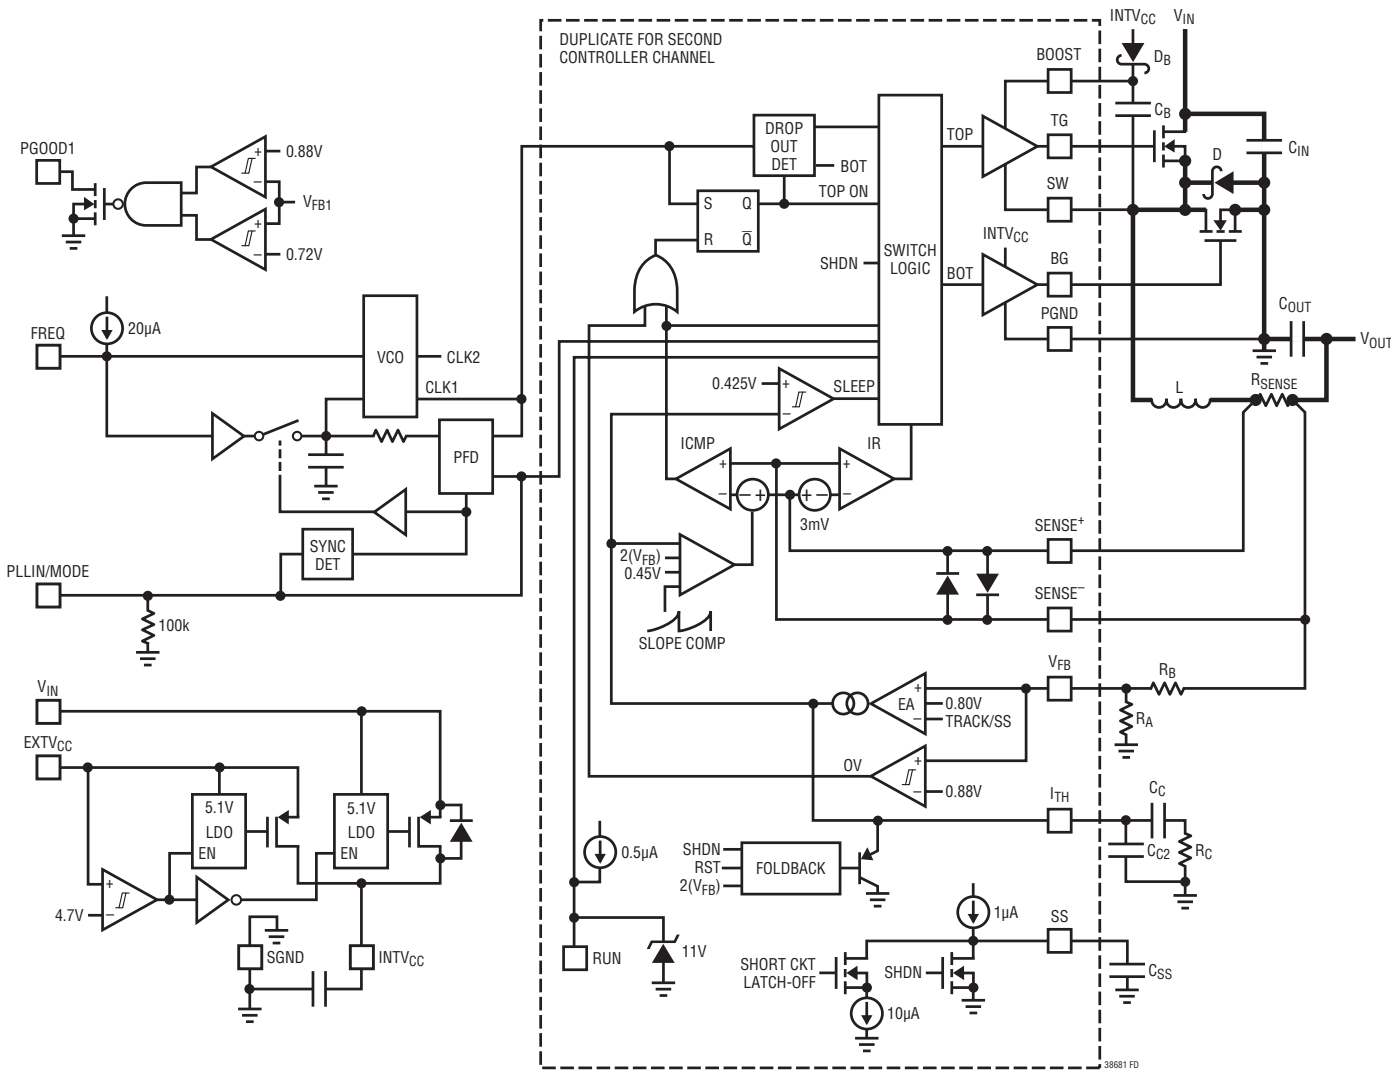 DUPLICATE FOR SECOND
CONTROLLER CHANNEL
INTVCC
VIN
BOOST
DB
CB
TG
D
CIN
SW
TOP
DROP
OUT
DET
BOT
TOP ON
S
Q
R
Q̅
SHDN
SWITCH
LOGIC
INTVCC
BOT
BG
PGND
COUT
VOUT
RSENSE
L
PGOOD1
+
−
0.88V
VFB1
+
−
0.72V
FREQ
20µA
VCO
CLK2
CLK1
PFD
SYNC
DET
PLLIN/MODE
100k
0.425V
+
−
SLEEP
ICMP
IR
+
−
− +
+ −
+
−
3mV
2(VFB)
0.45V
SLOPE COMP
SENSE+
SENSE−
VFB
RB
RA
EA
+
−
0.80V
TRACK/SS
OV
+
−
0.88V
ITH
CC
CC2
RC
VIN
EXTVCC
5.1V
LDO
EN
5.1V
LDO
EN
+
−
4.7V
SGND
INTVCC
0.5µA
SHDN
RST
2(VFB)
FOLDBACK
RUN
11V
1µA
SS
CSS
SHORT CKT
LATCH-OFF
SHDN
10µA
38681 FD